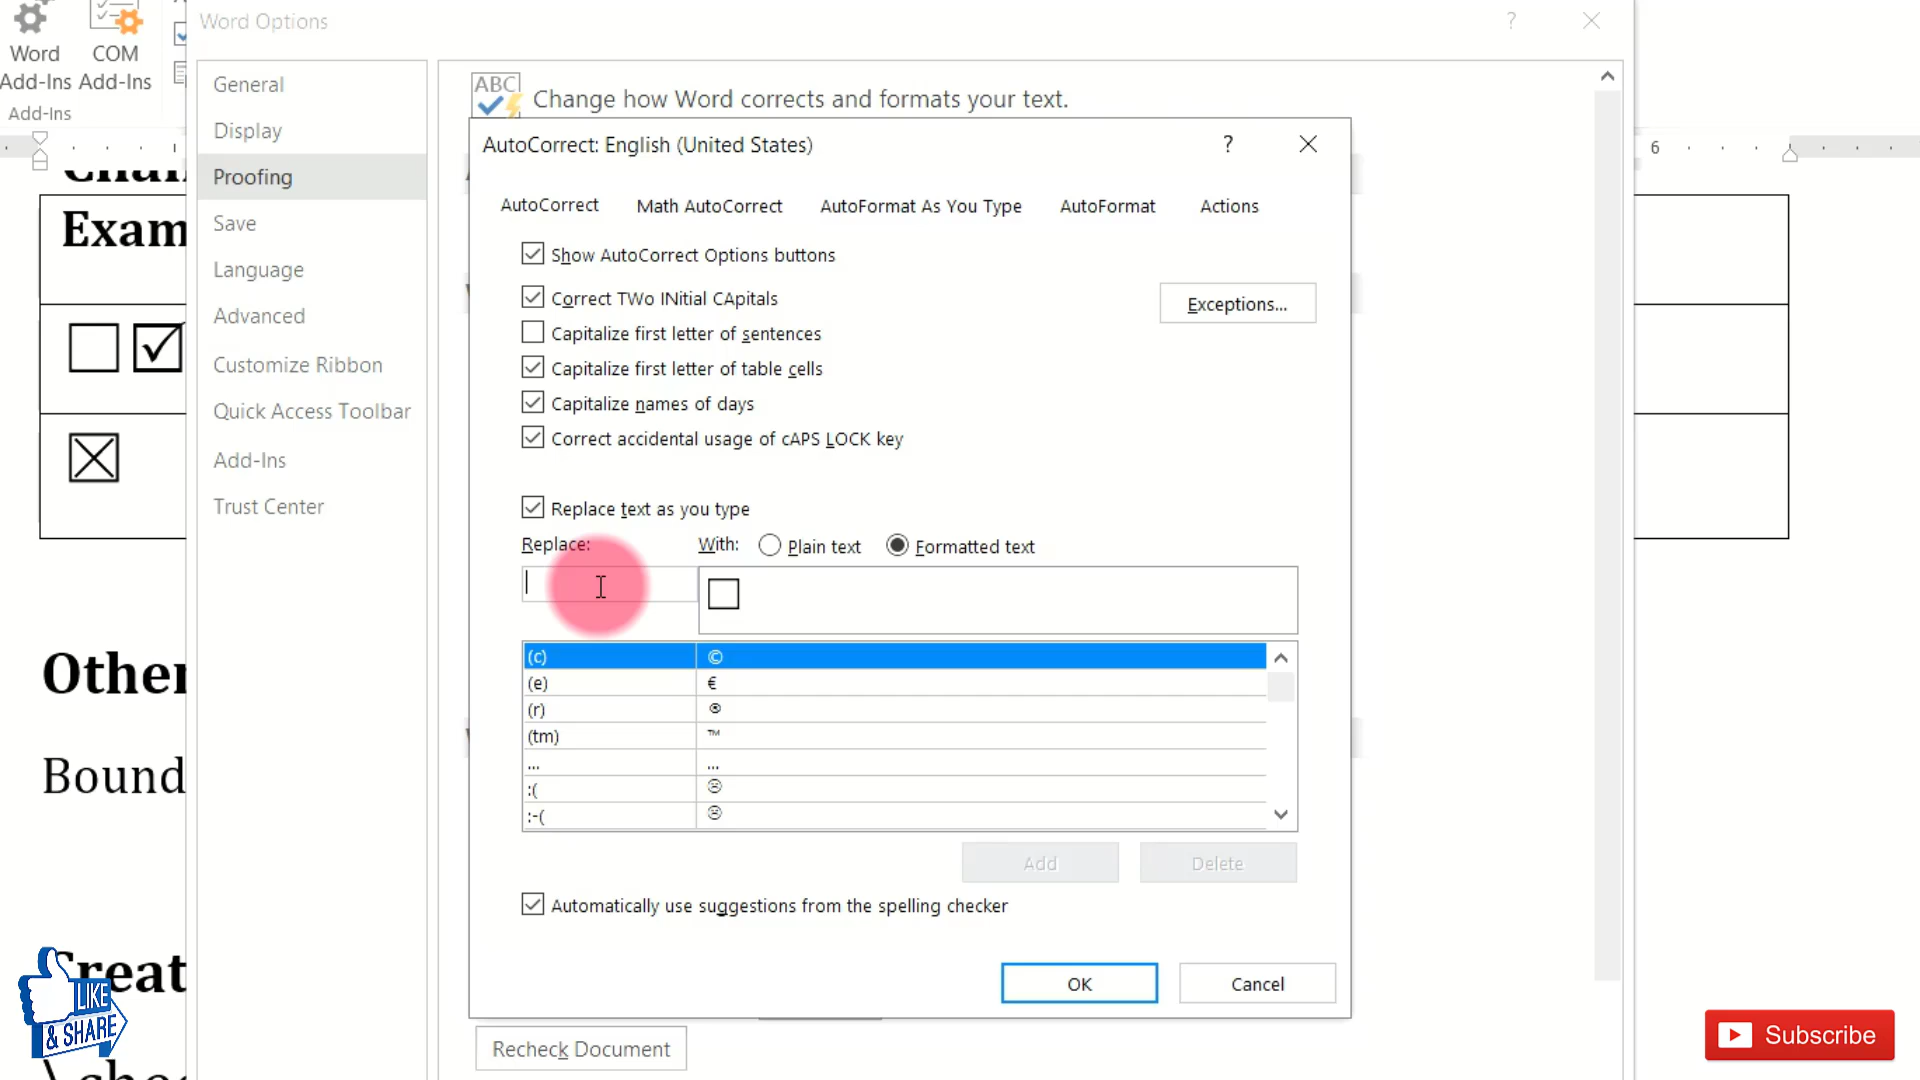 Word Options
Word
Add-Ins
COM
Add-Ins
Add-Ins
General
Display
Proofing
Save
Language
Advanced
Customize Ribbon
Quick Access Toolbar
Add-Ins
Trust Center
ABC
Change how Word corrects and formats your text.
AutoCorrect: English (United States)
?
AutoCorrect
Math AutoCorrect
AutoFormat As You Type
AutoFormat
Actions
Show AutoCorrect Options buttons
Correct TWo INitial CApitals
Exceptions...
Capitalize first letter of sentences
Capitalize first letter of table cells
Capitalize names of days
Correct accidental usage of cAPS LOCK key
Replace text as you type
Replace:
With:
Plain text
Formatted text
(c) ©
(e) €
(r) ®
(tm) ™
... …
:( ☹
:-( ☹
Add
Delete
Automatically use suggestions from the spelling checker
OK
Cancel
Recheck Document
6
Exam
Other
Bound
Creat
LIKE
& SHARE
Subscribe